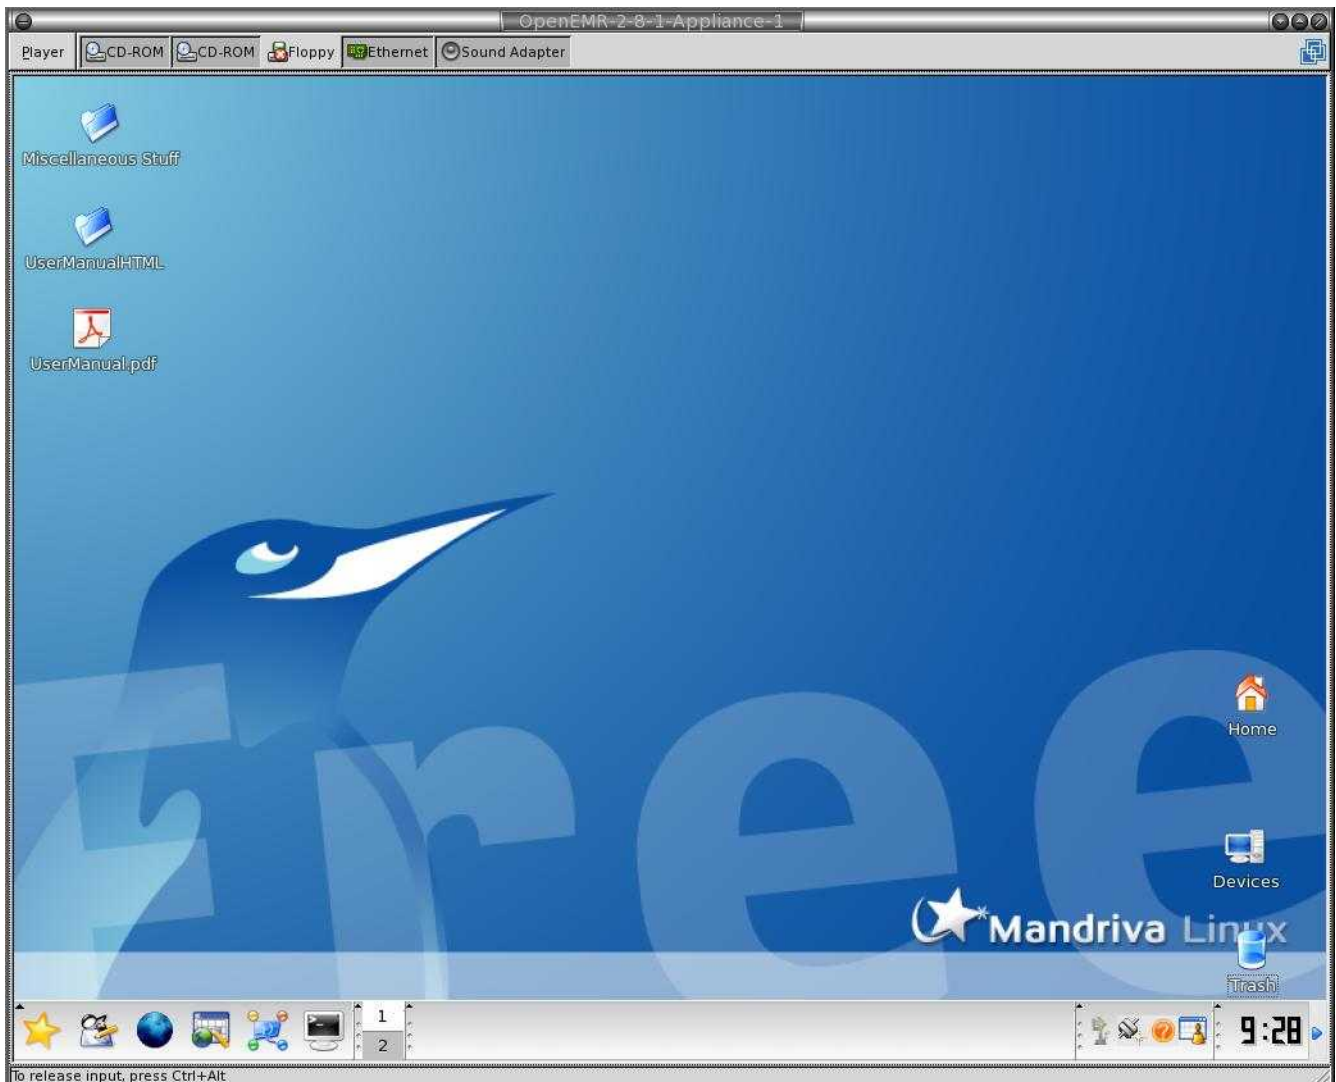 OpenEMR-2-8-1-Appliance-1
Player CD-ROM CD-ROM Floppy Ethernet Sound Adapter
Miscellaneous Stuff
UserManualHTML
UserManual.pdf
Free
Home
Devices
Mandriva Linux
Trash
1
2
9:28
To release input, press Ctrl+Alt